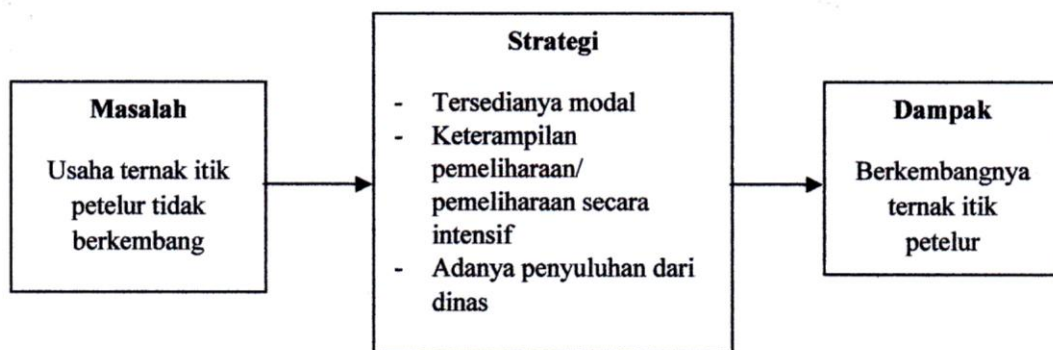 Masalah
Usaha ternak itik
petelur tidak
berkembang
Strategi
- Tersedianya modal
- Keterampilan
pemeliharaan/
pemeliharaan secara
intensif
- Adanya penyuluhan dari
dinas
Dampak
Berkembangnya
ternak itik
petelur